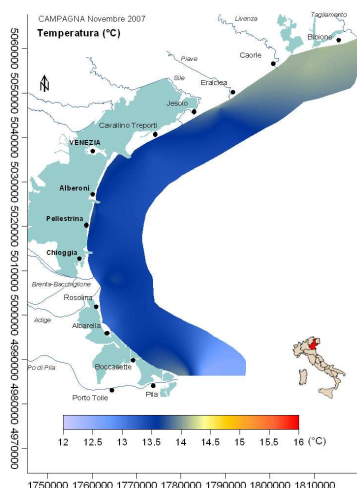 CAMPAGNA Novembre 2007
Temperatura (°C)
Tagliamento
Livenza
Bibione
Caorle
Piave
Eraclea
Sile
Jesolo
Cavallino Treporti
VENEZIA
Alberoni
Pellestrina
Chioggia
Brenta-Bacchiglione
Rosolina
Adige
Albarella
Po di Pila
Boccasette
Porto Tolle
Pila
N
12 12.5 13 13.5 14 14.5 15 15.5 16 (°C)
5060000
5050000
5040000
5030000
5020000
5010000
5000000
4990000
4980000
4970000
1750000 1760000 1770000 1780000 1790000 1800000 1810000